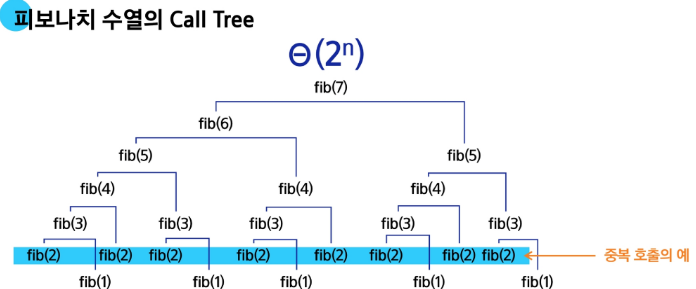 피보나치 수열의 Call Tree
Θ(2ⁿ)
fib(7)
fib(6)
fib(5) fib(5)
fib(4) fib(4) fib(4)
fib(3) fib(3) fib(3) fib(3) fib(3)
fib(2) fib(2) fib(2) fib(2) fib(2) fib(2) fib(2) fib(2) 중복 호출의 예
fib(1) fib(1) fib(1) fib(1) fib(1)